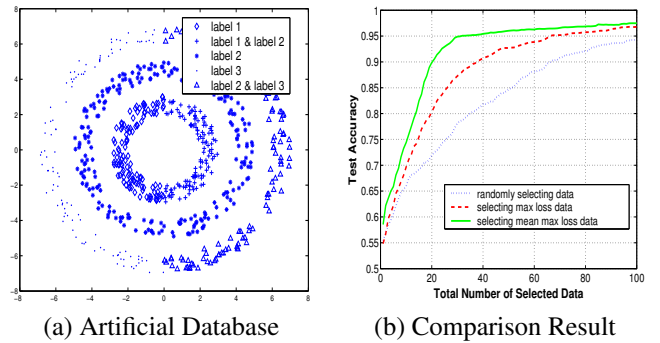 label 1
label 1 & label 2
label 2
label 3
label 2 & label 3
8
6
4
2
0
−2
−4
−6
−8
−8 −6 −4 −2 0 2 4 6 8
(a) Artificial Database
Test Accuracy
1
0.95
0.9
0.85
0.8
0.75
0.7
0.65
0.6
0.55
0.5
randomly selecting data
selecting max loss data
selecting mean max loss data
0 20 40 60 80 100
Total Number of Selected Data
(b) Comparison Result